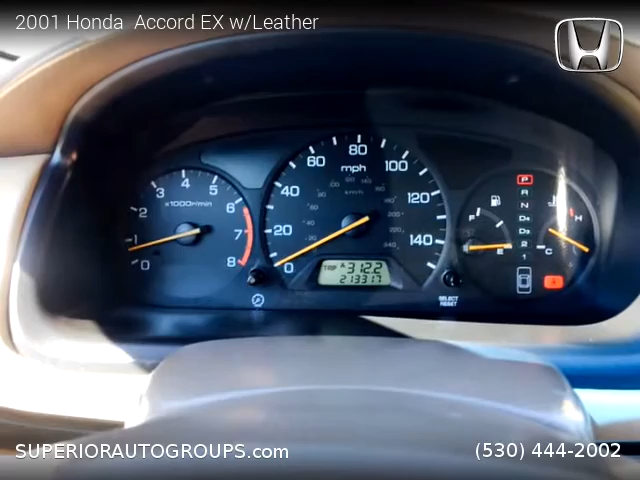 2001 Honda Accord EX w/Leather
0 1 2 3 4 5 6 7 8
x1000r/min
0 20 40 60 80 100 120 140
mph
km/h
TRIP A 312.2
213317
SELECT
RESET
F E
P
R
N
D4
D3
2
1
H C
SUPERIORAUTOGROUPS.com
(530) 444-2002